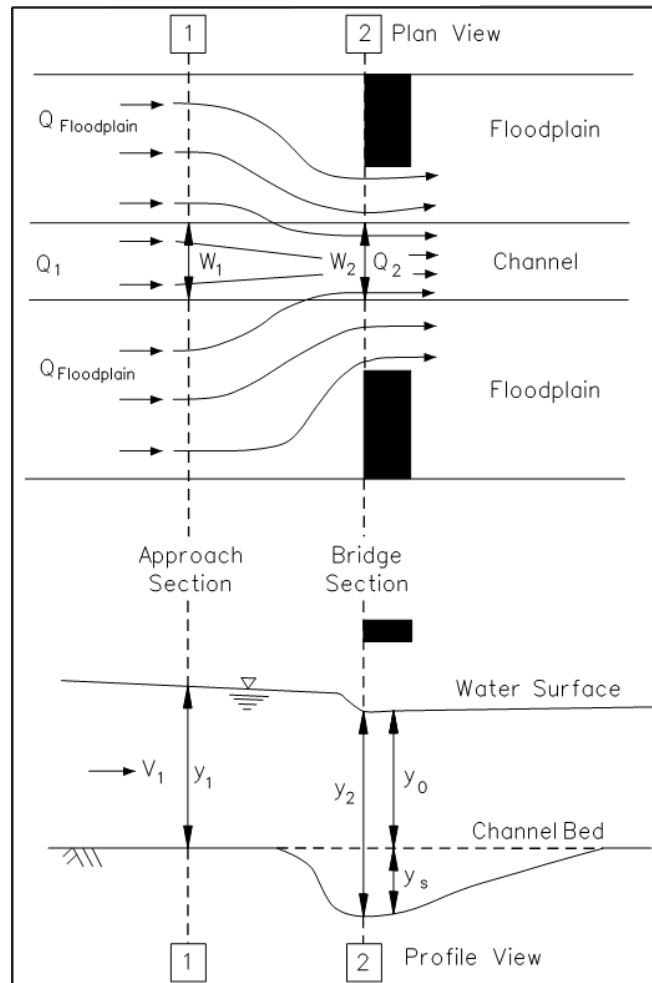 1 2 Plan View
Q Floodplain
Floodplain
Q1 W1 W2 Q2 Channel
Q Floodplain
Floodplain
Approach Section
Bridge Section
Water Surface
V1 y1 y2 y0
Channel Bed
ys
1 2 Profile View